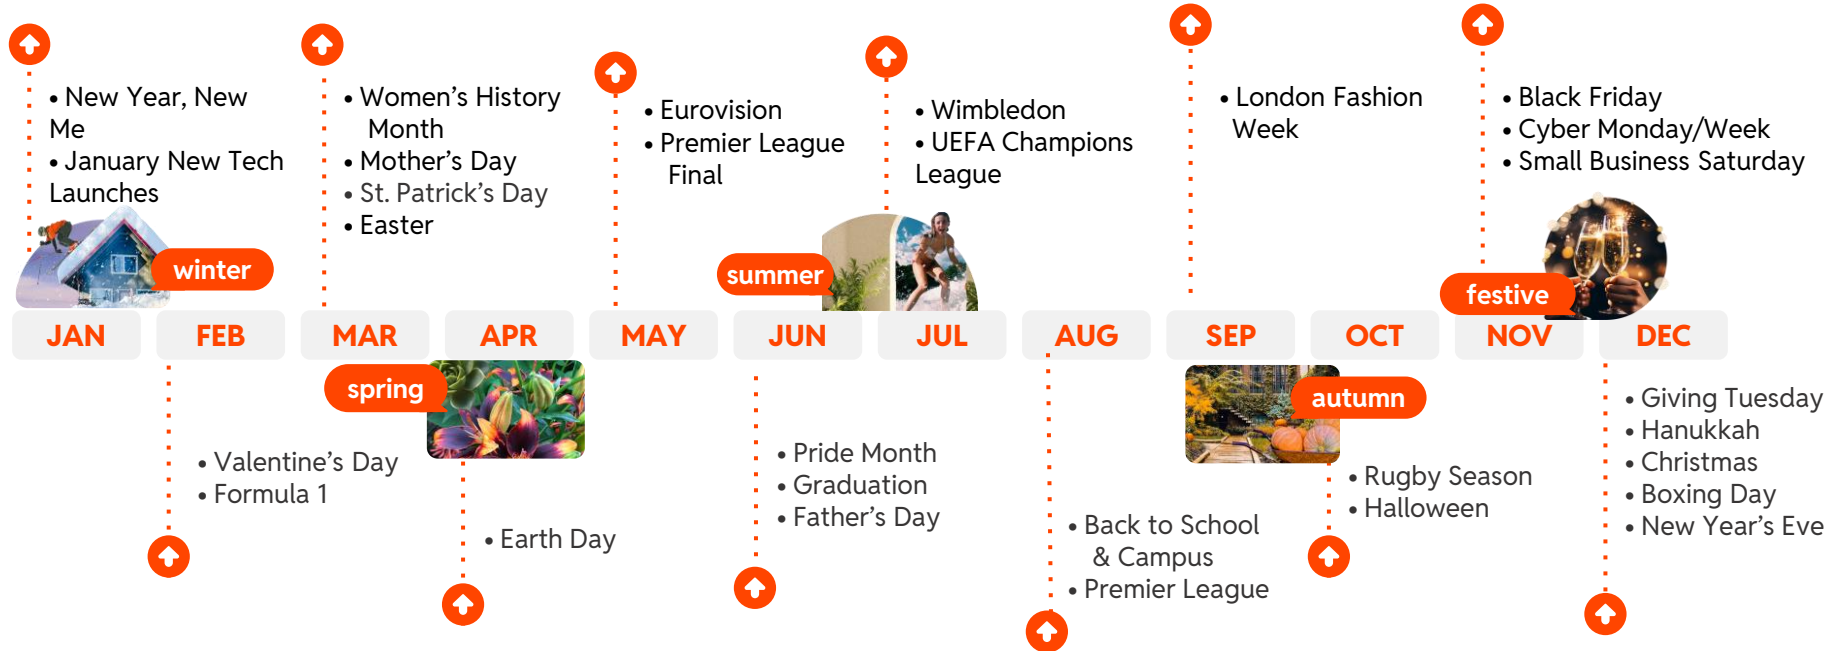 • New Year, New
Me
• January New Tech
Launches
• Women’s History
Month
• Mother’s Day
• St. Patrick’s Day
• Easter
• Eurovision
• Premier League
Final
• Wimbledon
• UEFA Champions
League
• London Fashion
Week
• Black Friday
• Cyber Monday/Week
• Small Business Saturday
winter
summer
festive
JAN
FEB
MAR
APR
MAY
JUN
JUL
AUG
SEP
OCT
NOV
DEC
spring
autumn
• Valentine’s Day
• Formula 1
• Earth Day
• Pride Month
• Graduation
• Father’s Day
• Back to School
& Campus
• Premier League
• Rugby Season
• Halloween
• Giving Tuesday
• Hanukkah
• Christmas
• Boxing Day
• New Year’s Eve